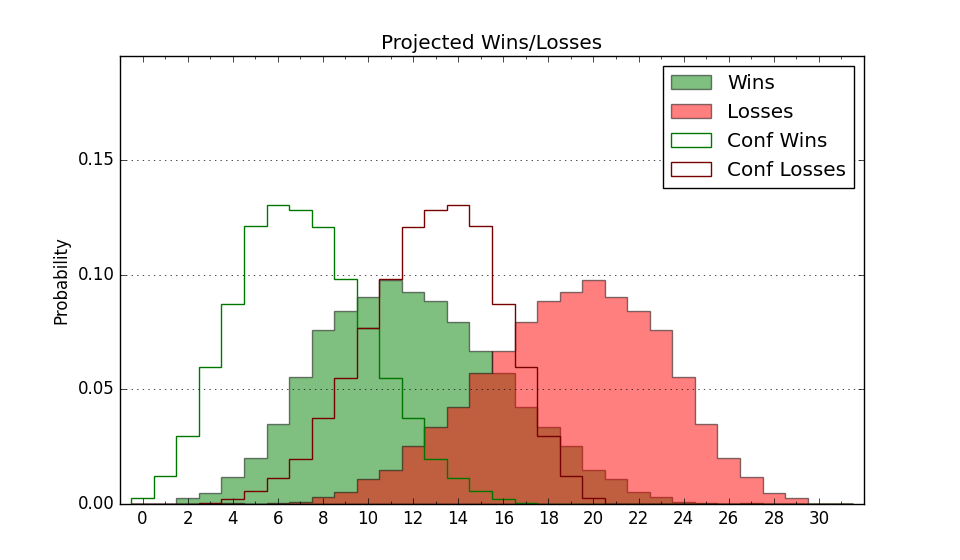 Projected Wins/Losses
Wins
Losses
Conf Wins
Conf Losses
Probability
0.15
0.10
0.05
0.00
0 2 4 6 8 10 12 14 16 18 20 22 24 26 28 30